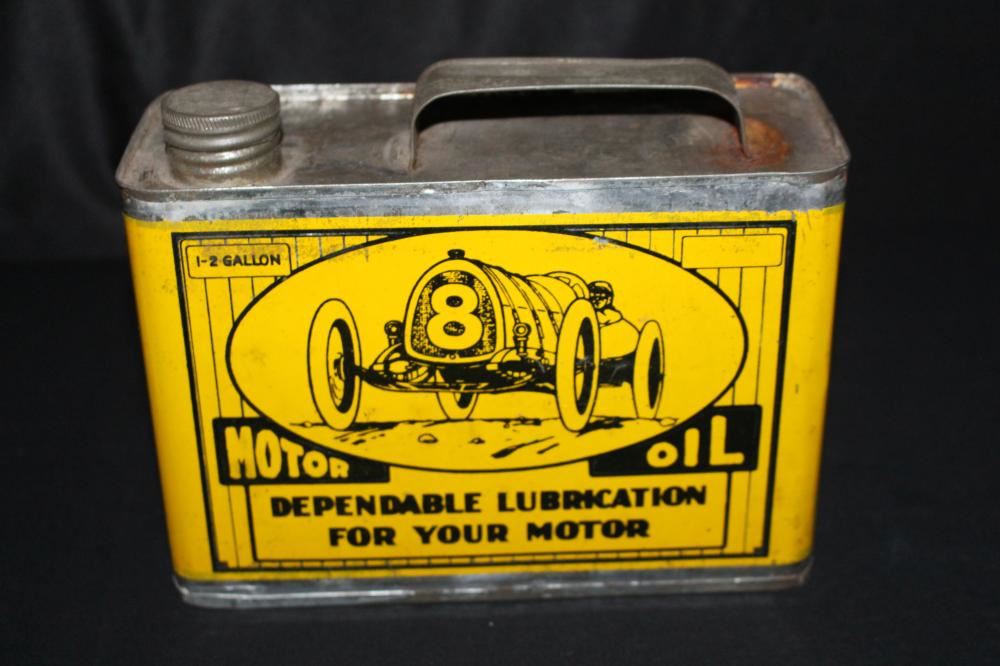 1-2 GALLON
8
MOTOR OIL
DEPENDABLE LUBRICATION
FOR YOUR MOTOR